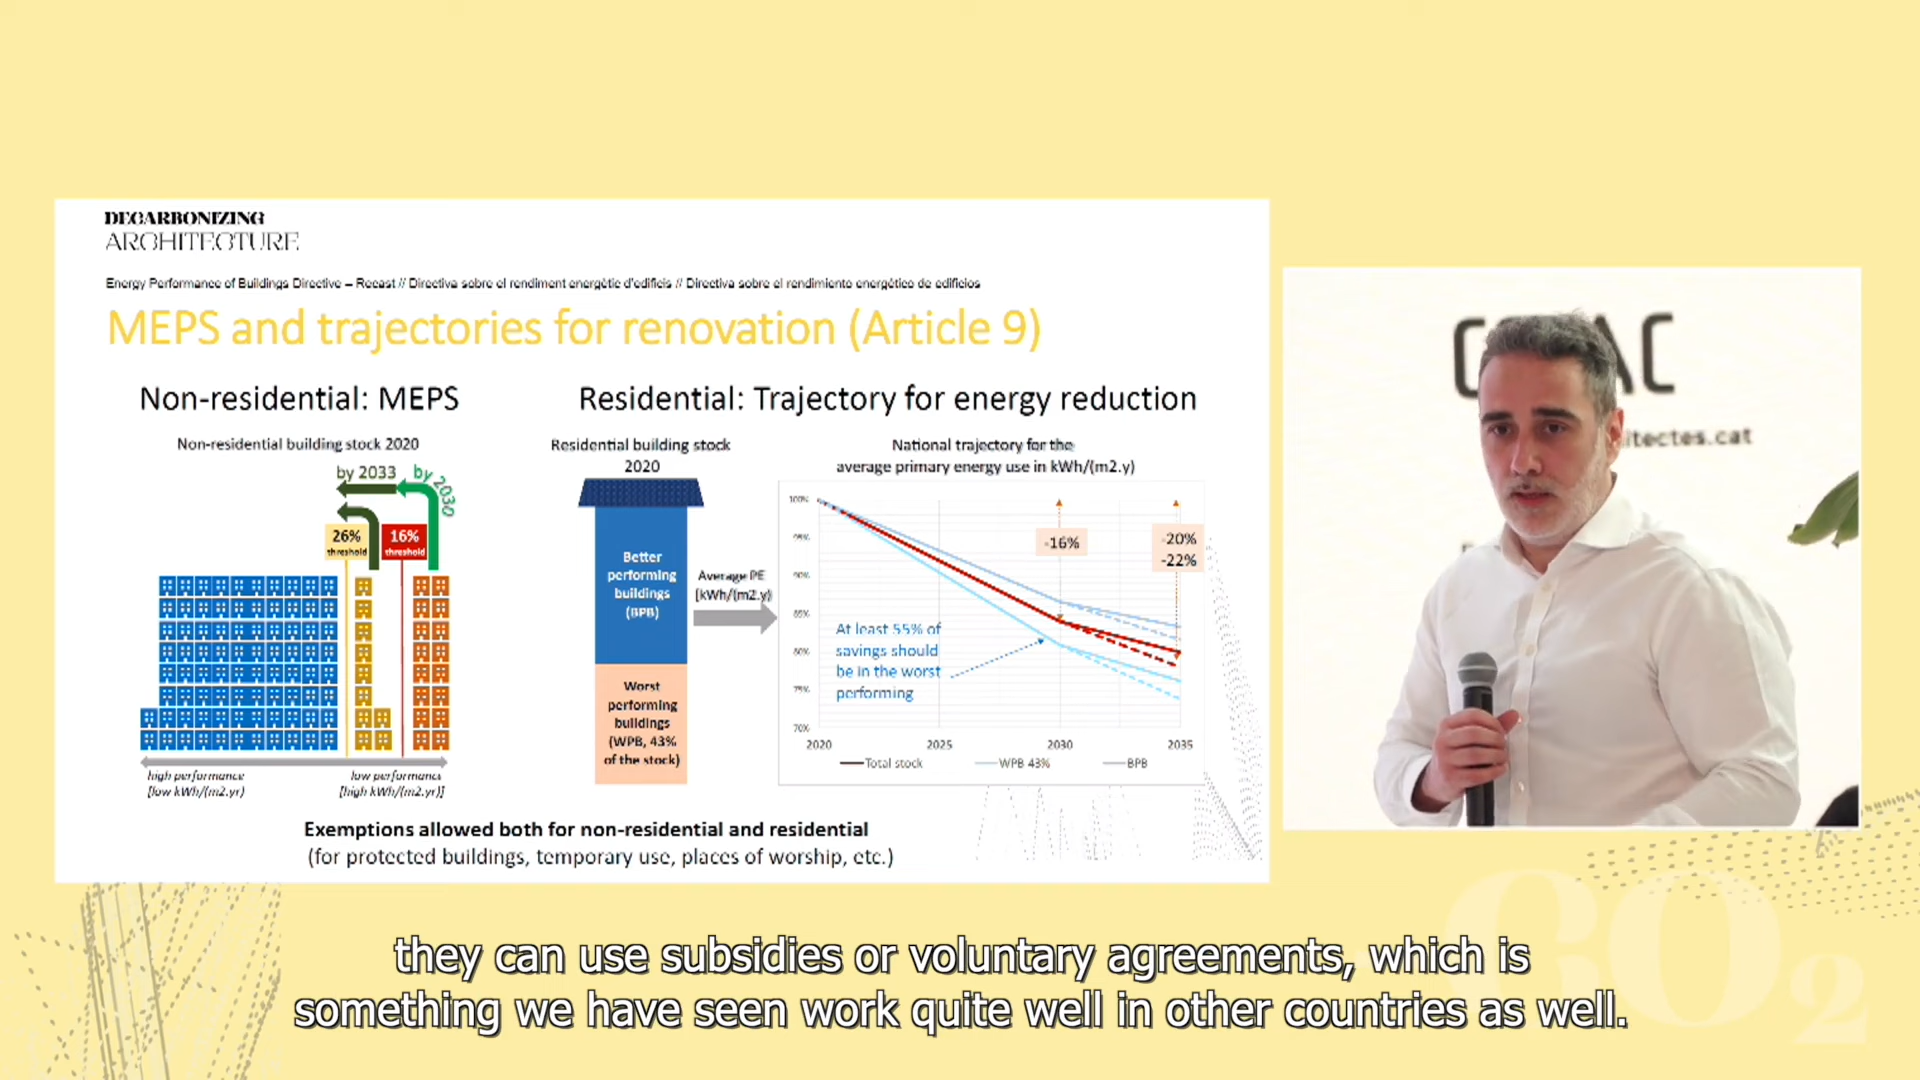 DECARBONIZING
ARCHITECTURE
Energy Performance of Buildings Directive – Recast // Directiva sobre el rendiment energètic d'edificis // Directiva sobre el rendimiento energético de edificios
MEPS and trajectories for renovation (Article 9)
Non-residential: MEPS
Non-residential building stock 2020
by 2033
by 2030
26%
threshold
16%
threshold
high performance
[low kWh/(m2.yr)
low performance
[high kWh/(m2.yr)]
Residential: Trajectory for energy reduction
Residential building stock
2020
Better
performing
buildings
(BPB)
Worst
performing
buildings
(WPB, 43%
of the stock)
Average PE
(kWh/(m2.y)
National trajectory for the
average primary energy use in kWh/(m2.y)
100%
95%
90%
85%
80%
75%
70%
-16%
-20%
-22%
At least 55% of
savings should
be in the worst
performing
2020 2025 2030 2035
Total stock WPB 43% BPB
Exemptions allowed both for non-residential and residential
(for protected buildings, temporary use, places of worship, etc.)
itectes.cat
CO2
they can use subsidies or voluntary agreements, which is
something we have seen work quite well in other countries as well.